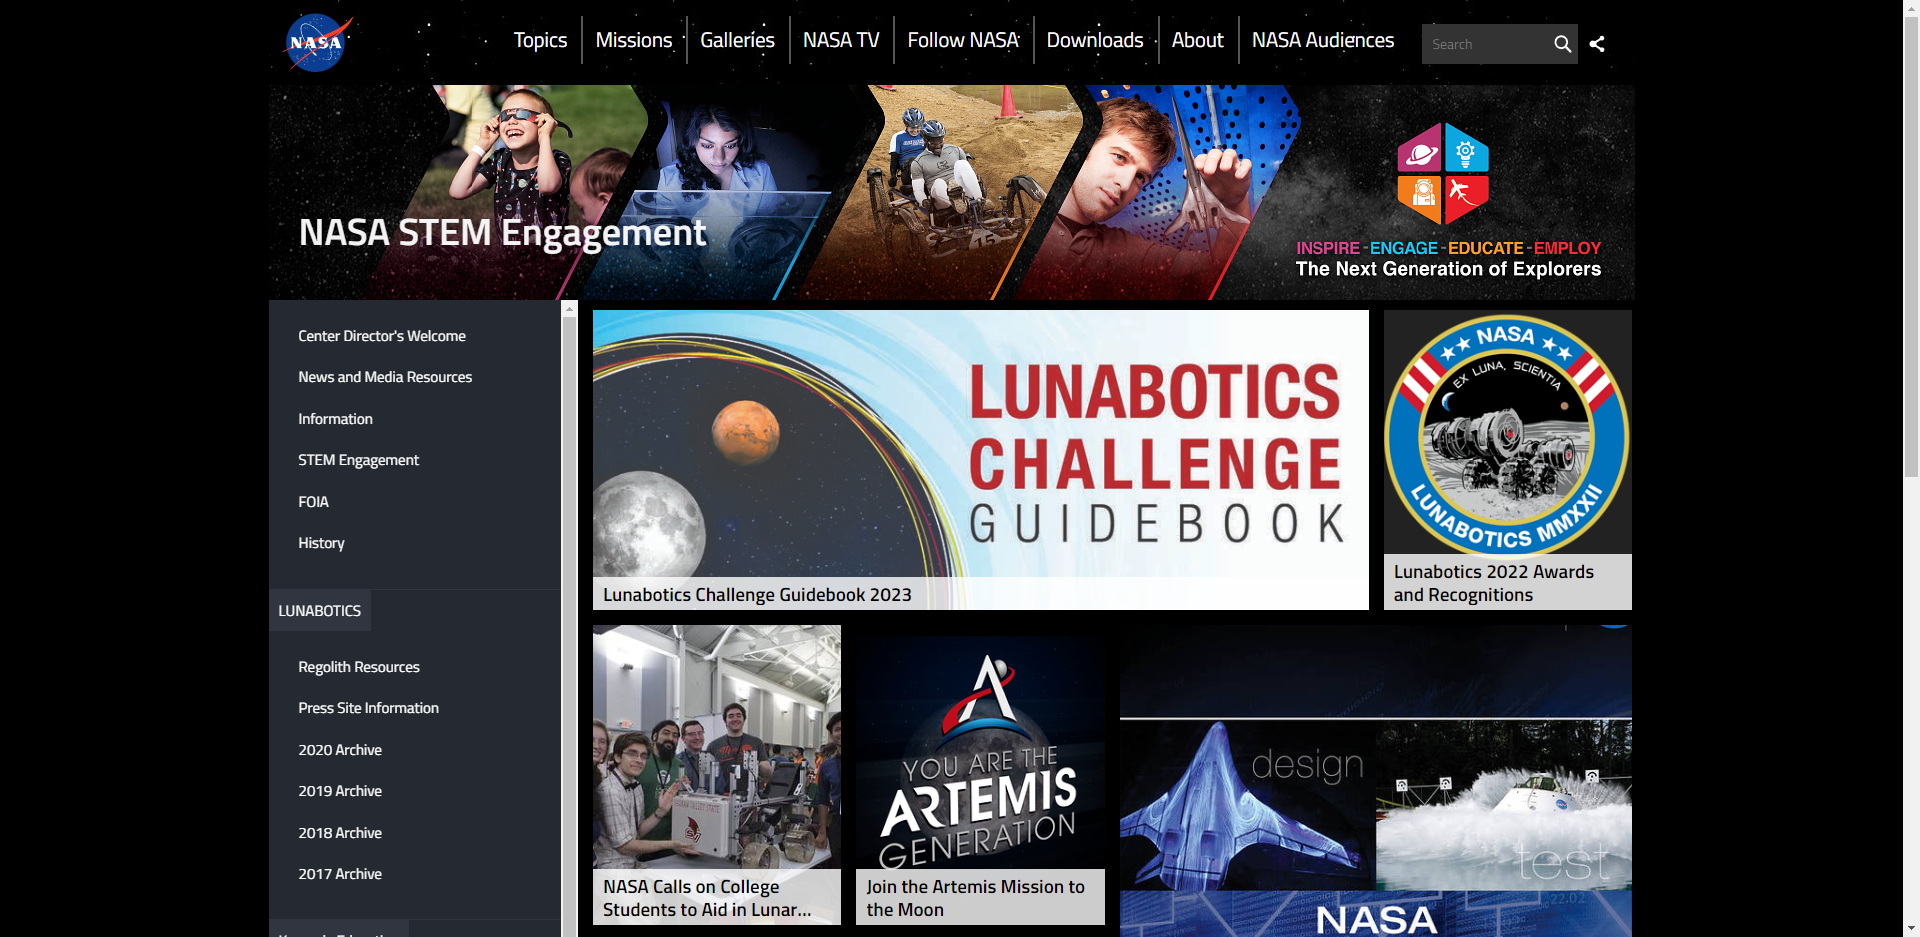 NASA
Topics
Missions
Galleries
NASA TV
Follow NASA
Downloads
About
NASA Audiences
Search
NASA STEM Engagement
INSPIRE - ENGAGE - EDUCATE - EMPLOY
The Next Generation of Explorers
Center Director's Welcome
News and Media Resources
Information
STEM Engagement
FOIA
History
LUNABOTICS
Regolith Resources
Press Site Information
2020 Archive
2019 Archive
2018 Archive
2017 Archive
LUNABOTICS
CHALLENGE
GUIDEBOOK
Lunabotics Challenge Guidebook 2023
NASA
EX LUNA, SCIENTIA
LUNABOTICS MMXXII
Lunabotics 2022 Awards
and Recognitions
NASA Calls on College
Students to Aid in Lunar...
YOU ARE THE
ARTEMIS
GENERATION
Join the Artemis Mission to
the Moon
design
test
22.02
NASA